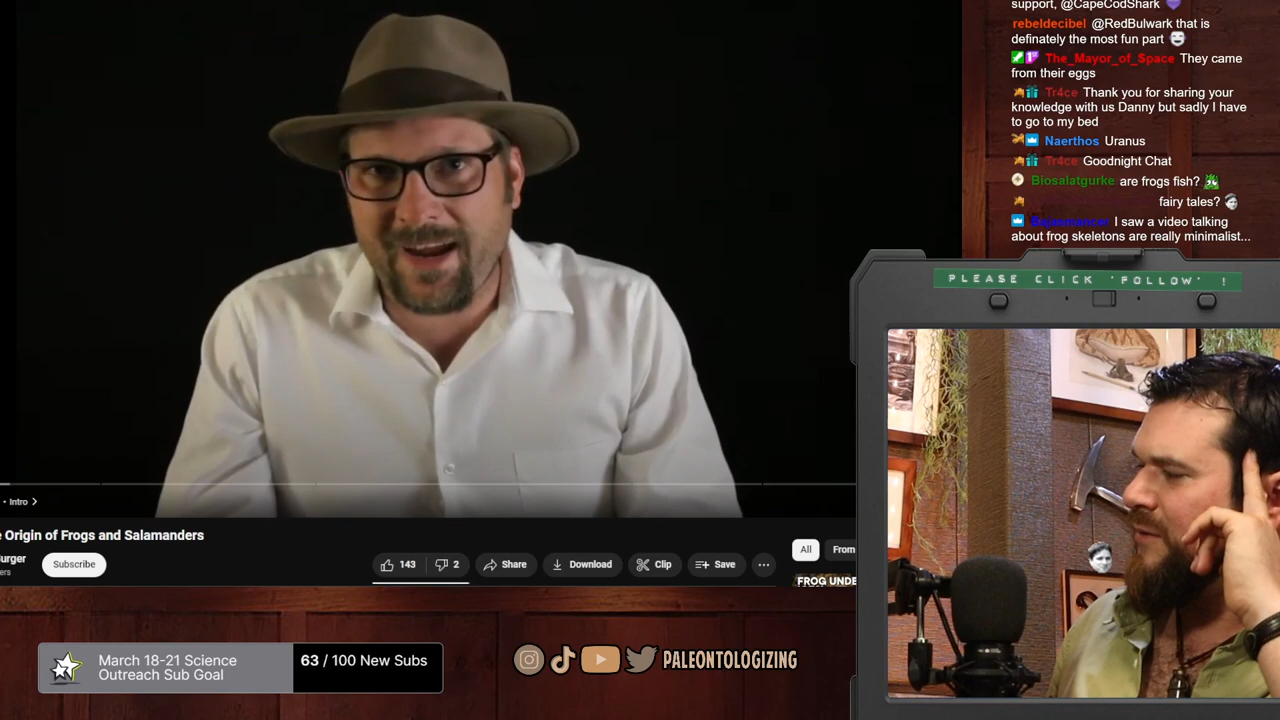 support, @CapeCodShark
rebeldecibel @RedBulwark that is
definately the most fun part
The_Mayor_of_Space They came
from their eggs
Tr4ce Thank you for sharing your
knowledge with us Danny but sadly I have
to go to my bed
Naerthos Uranus
Tr4ce Goodnight Chat
Biosalatgurke are frogs fish?
fairy tales?
I saw a video talking
about frog skeletons are really minimalist...
PLEASE CLICK "FOLLOW" !
• Intro >
e Origin of Frogs and Salamanders
urger
ers
Subscribe
143
2
Share
Download
Clip
Save
All
From
FROG UNDE
March 18-21 Science
Outreach Sub Goal
63 / 100 New Subs
PALEONTOLOGIZING